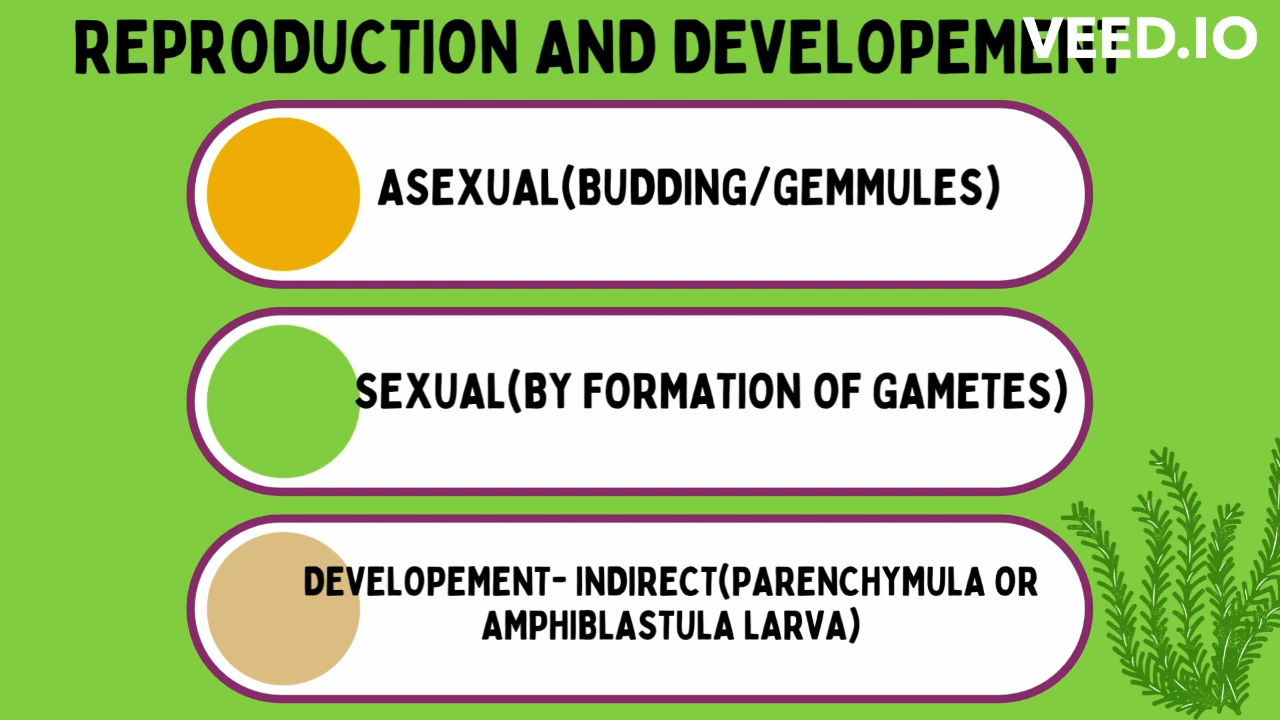 REPRODUCTION AND DEVELOPEMENT
VEED.IO
ASEXUAL(BUDDING/GEMMULES)
SEXUAL(BY FORMATION OF GAMETES)
DEVELOPEMENT- INDIRECT(PARENCHYMULA OR
AMPHIBLASTULA LARVA)